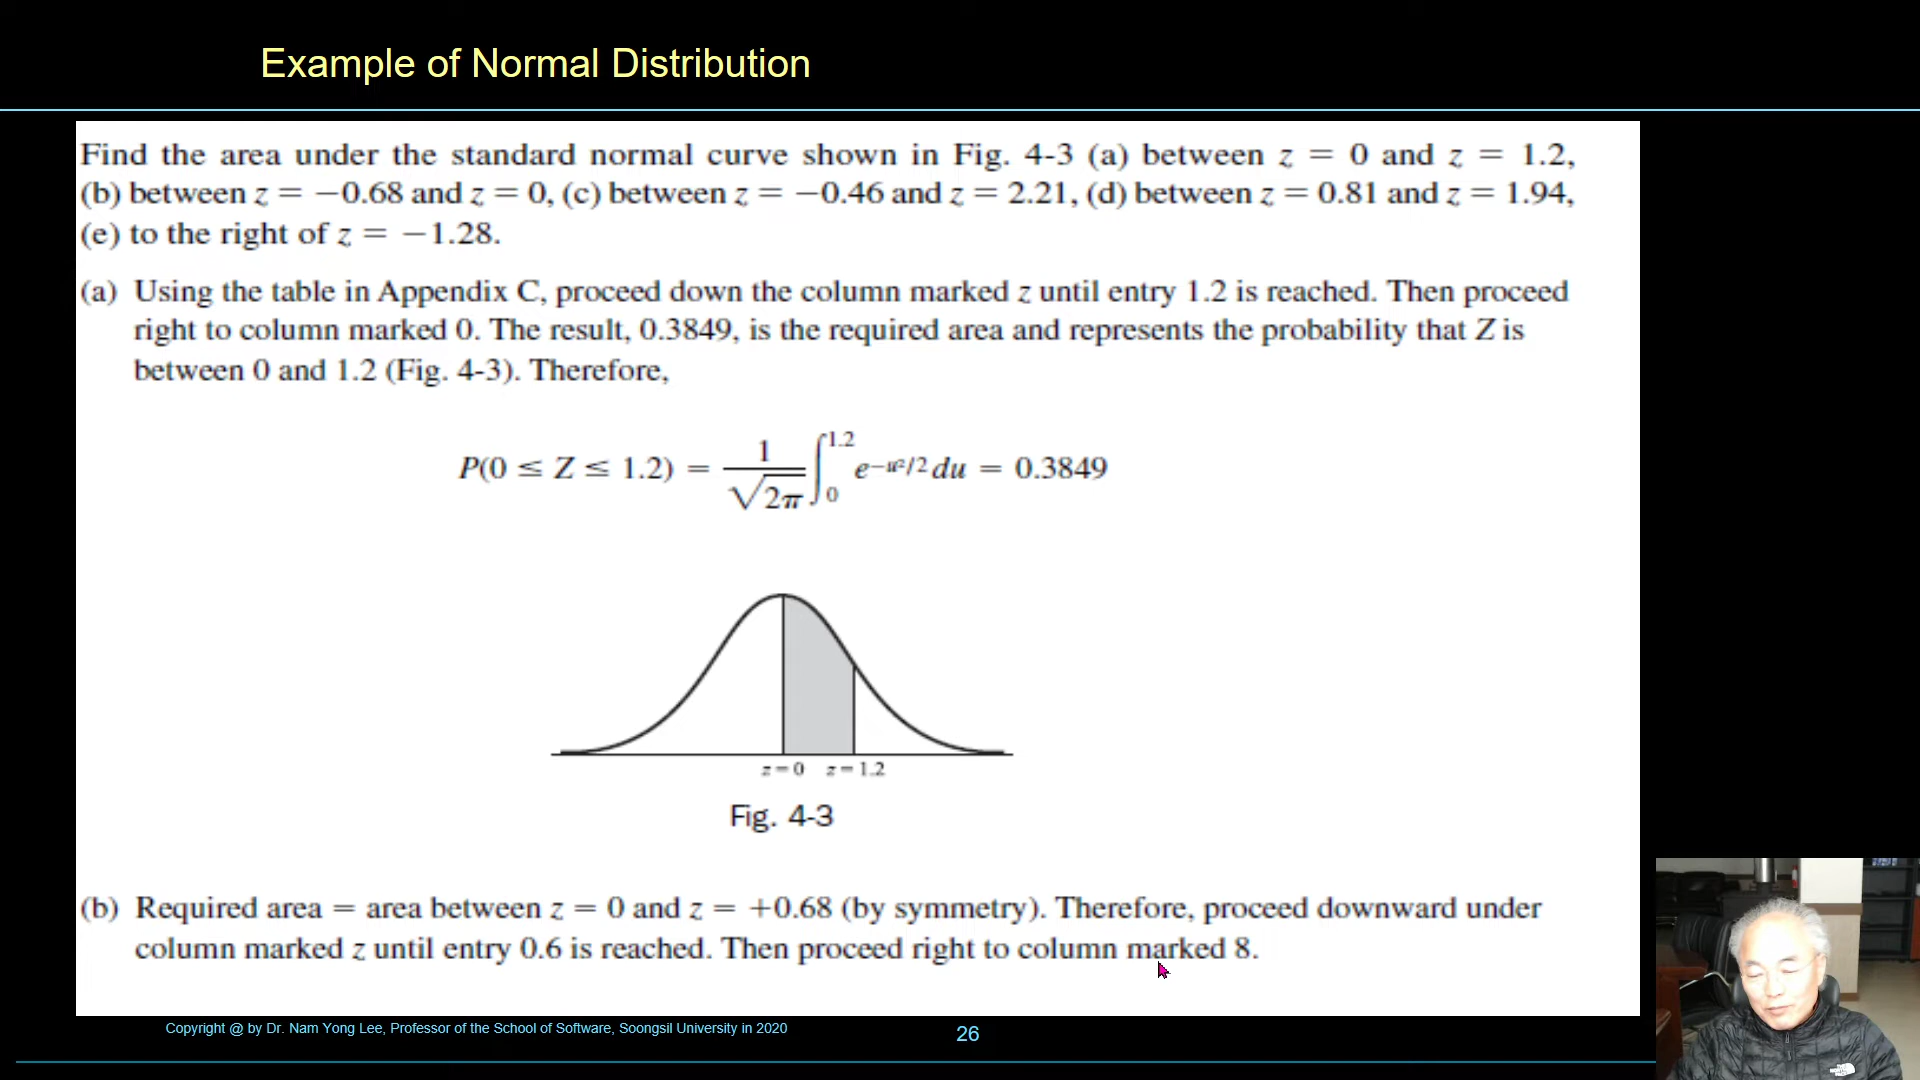 Example of Normal Distribution
Find the area under the standard normal curve shown in Fig. 4-3 (a) between z = 0 and z = 1.2,
(b) between z = −0.68 and z = 0, (c) between z = −0.46 and z = 2.21, (d) between z = 0.81 and z = 1.94,
(e) to the right of z = −1.28.
(a) Using the table in Appendix C, proceed down the column marked z until entry 1.2 is reached. Then proceed
right to column marked 0. The result, 0.3849, is the required area and represents the probability that Z is
between 0 and 1.2 (Fig. 4-3). Therefore,
P(0 ≤ Z ≤ 1.2) = 1/√2π ∫₀^1.2 e^−u²/2 du = 0.3849
z = 0 z = 1.2
Fig. 4-3
(b) Required area = area between z = 0 and z = +0.68 (by symmetry). Therefore, proceed downward under
column marked z until entry 0.6 is reached. Then proceed right to column marked 8.
Copyright @ by Dr. Nam Yong Lee, Professor of the School of Software, Soongsil University in 2020
26